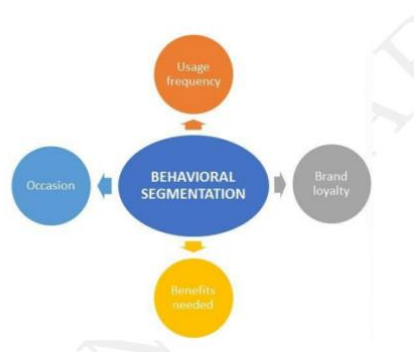 Usage
frequency
Occasion
BEHAVIORAL
SEGMENTATION
Brand
loyalty
Benefits
needed